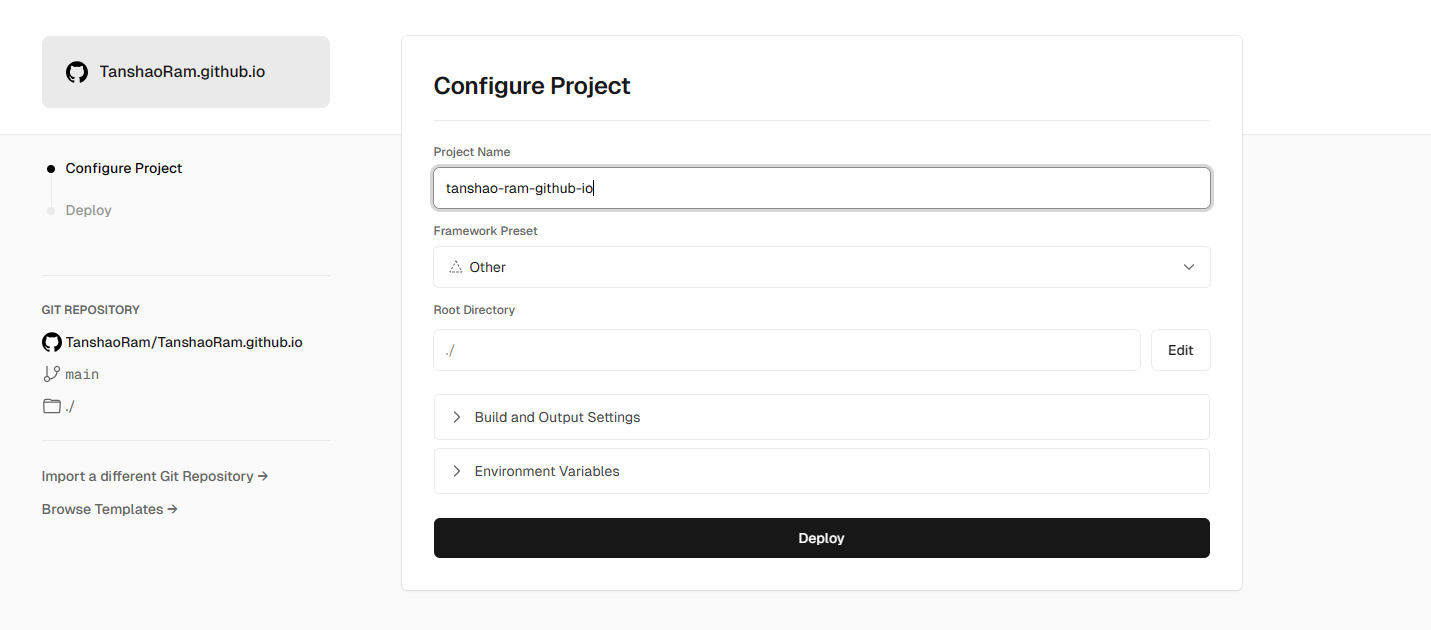 TanshaoRam.github.io
Configure Project
Deploy
GIT REPOSITORY
TanshaoRam/TanshaoRam.github.io
main
./
Import a different Git Repository →
Browse Templates →
Configure Project
Project Name
tanshao-ram-github-io
Framework Preset
Other
Root Directory
./
Edit
Build and Output Settings
Environment Variables
Deploy